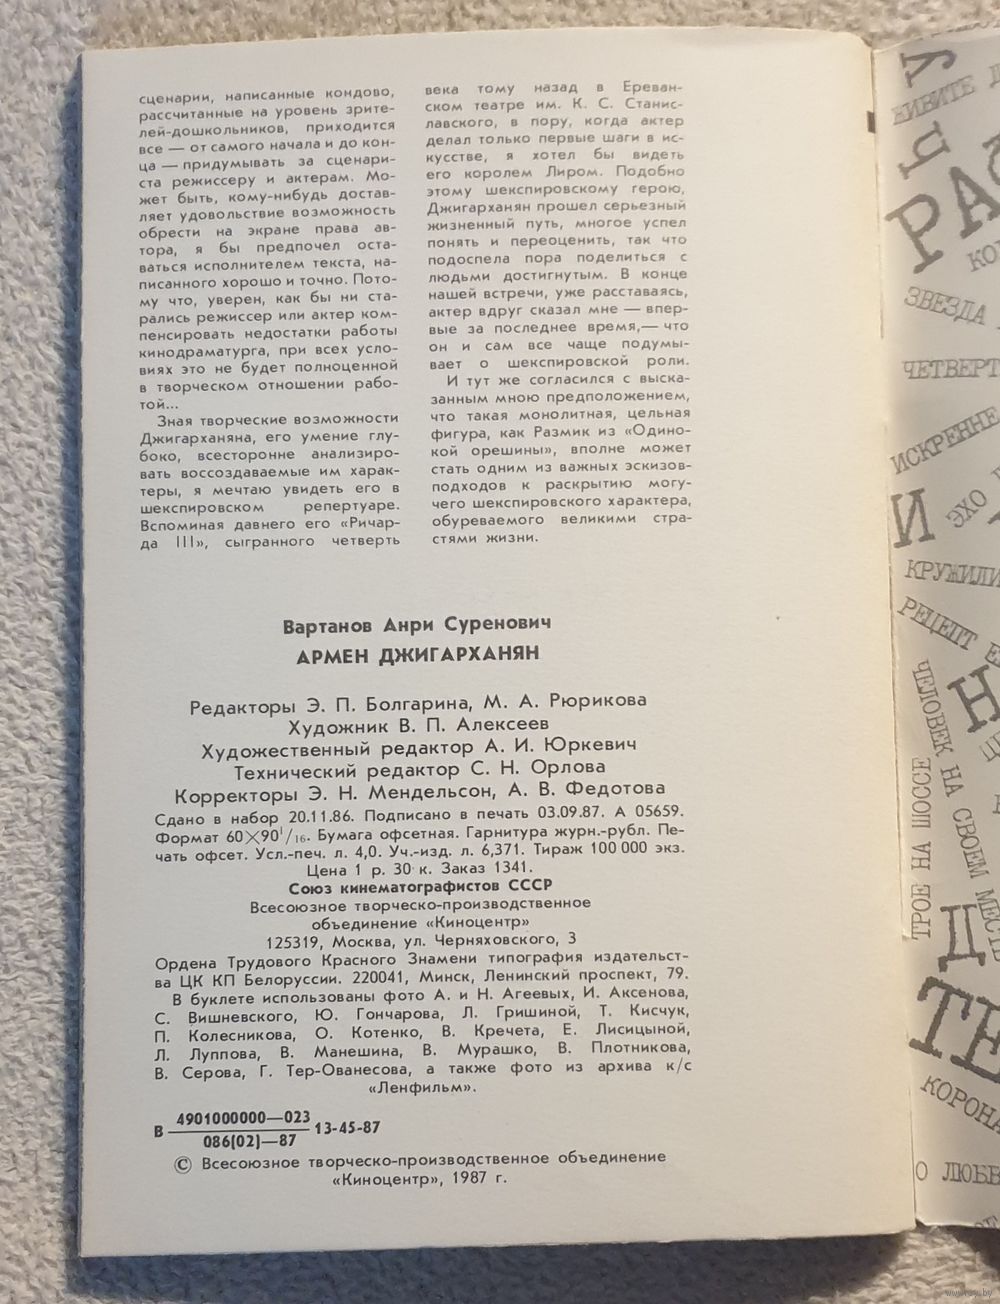 сценарии, написанные кондово,
рассчитанные на уровень зрите-
лей-дошкольников, приходится
все — от самого начала и до кон-
ца — придумывать за сценари-
ста режиссеру и актерам. Мо-
жет быть, кому-нибудь достав-
ляет удовольствие возможность
обрести на экране права ав-
тора, я бы предпочел оста-
ваться исполнителем текста, на-
писанного хорошо и точно. Пото-
му что, уверен, как бы ни ста-
рались режиссер или актер ком-
пенсировать недостатки работы
кинодраматурга, при всех усло-
виях это не будет полноценной
в творческом отношении рабо-
той...
Зная творческие возможности
Джигарханяна, его умение глу-
боко, всесторонне анализиро-
вать воссоздаваемые им харак-
теры, я мечтаю увидеть его в
шекспировском репертуаре.
Вспоминая давнего его «Ричар-
да III», сыгранного четверть
века тому назад в Ереван-
ском театре им. К. С. Станис-
лавского, в пору, когда актер
делал только первые шаги в ис-
кусстве, я хотел бы видеть
его королем Лиром. Подобно
этому шекспировскому герою,
Джигарханян прошел серьезный
жизненный путь, многое успел
понять и переоценить, так что
подоспела пора поделиться с
людьми достигнутым. В конце
нашей встречи, уже расставаясь,
актер вдруг сказал мне — впер-
вые за последнее время,— что
он и сам все чаще подумы-
вает о шекспировской роли.
И тут же согласился с выска-
занным мною предположением,
что такая монолитная, цельная
фигура, как Размик из «Одино-
кой орешины», вполне может
стать одним из важных эскизов-
подходов к раскрытию могу-
чего шекспировского характера,
обуреваемого великими стра-
стями жизни.
Вартанов Анри Суренович
АРМЕН ДЖИГАРХАНЯН
Редакторы Э. П. Болгарина, М. А. Рюрикова
Художник В. П. Алексеев
Художественный редактор А. И. Юркевич
Технический редактор С. Н. Орлова
Корректоры Э. Н. Мендельсон, А. В. Федотова
Сдано в набор 20.11.86. Подписано в печать 03.09.87. А 05659.
Формат 60×90¹/₁₆. Бумага офсетная. Гарнитура журн.-рубл. Пе-
чать офсет. Усл.-печ. л. 4,0. Уч.-изд. л. 6,371. Тираж 100 000 экз.
Цена 1 р. 30 к. Заказ 1341.
Союз кинематографистов СССР
Всесоюзное творческо-производственное
объединение «Киноцентр»
125319, Москва, ул. Черняховского, 3
Ордена Трудового Красного Знамени типография издательст-
ва ЦК КП Белоруссии. 220041, Минск, Ленинский проспект, 79.
В буклете использованы фото А. и Н. Агеевых, И. Аксенова,
С. Вишневского, Ю. Гончарова, Л. Гришиной, Т. Кисчук,
П. Колесникова, О. Котенко, В. Кречета, Е. Лисицыной,
Л. Луппова, В. Манешина, В. Мурашко, В. Плотникова,
В. Серова, Г. Тер-Ованесова, а также фото из архива к/с
«Ленфильм».
В 4901000000—023
086(02)—87 13-45-87
© Всесоюзное творческо-производственное объединение
«Киноцентр», 1987 г.
ЖИВИТЕ
ЗВЕЗДА
ЧЕТВЕРТ
ИСКРЕННЕ
И
ЭХО
КРУЖИЛИ
РЕЦЕПТ Е
ТРОЕ НА ШОССЕ
ЧЕЛОВЕК НА СВОЕМ МЕСТЕ
Д
ТЕ
КОРОНА
О ЛЮБВ